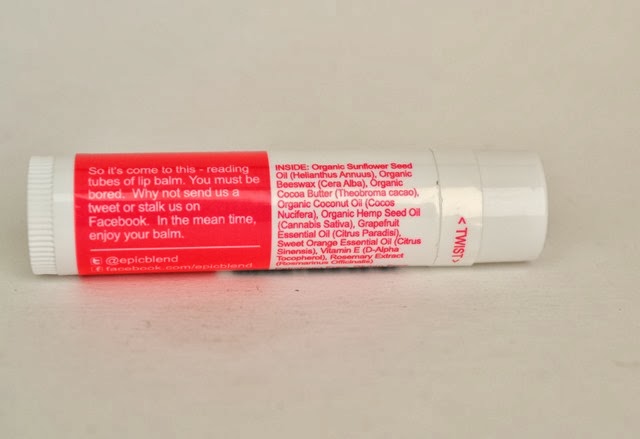 So it's come to this - reading
tubes of lip balm. You must be
bored. Why not send us a
tweet or stalk us on
Facebook. In the mean time,
enjoy your balm.
@epicblend
facebook.com/epicblend
INSIDE: Organic Sunflower Seed
Oil (Helianthus Annuus), Organic
Beeswax (Cera Alba), Organic
Cocoa Butter (Theobroma cacao),
Organic Coconut Oil (Cocos
Nucifera), Organic Hemp Seed Oil
(Cannabis Sativa), Grapefruit
Essential Oil (Citrus Paradisi),
Sweet Orange Essential Oil (Citrus
Sinensis), Vitamin E (D-Alpha
Tocopherol), Rosemary Extract
(Rosmarinus Officinalis)
< TWIST >